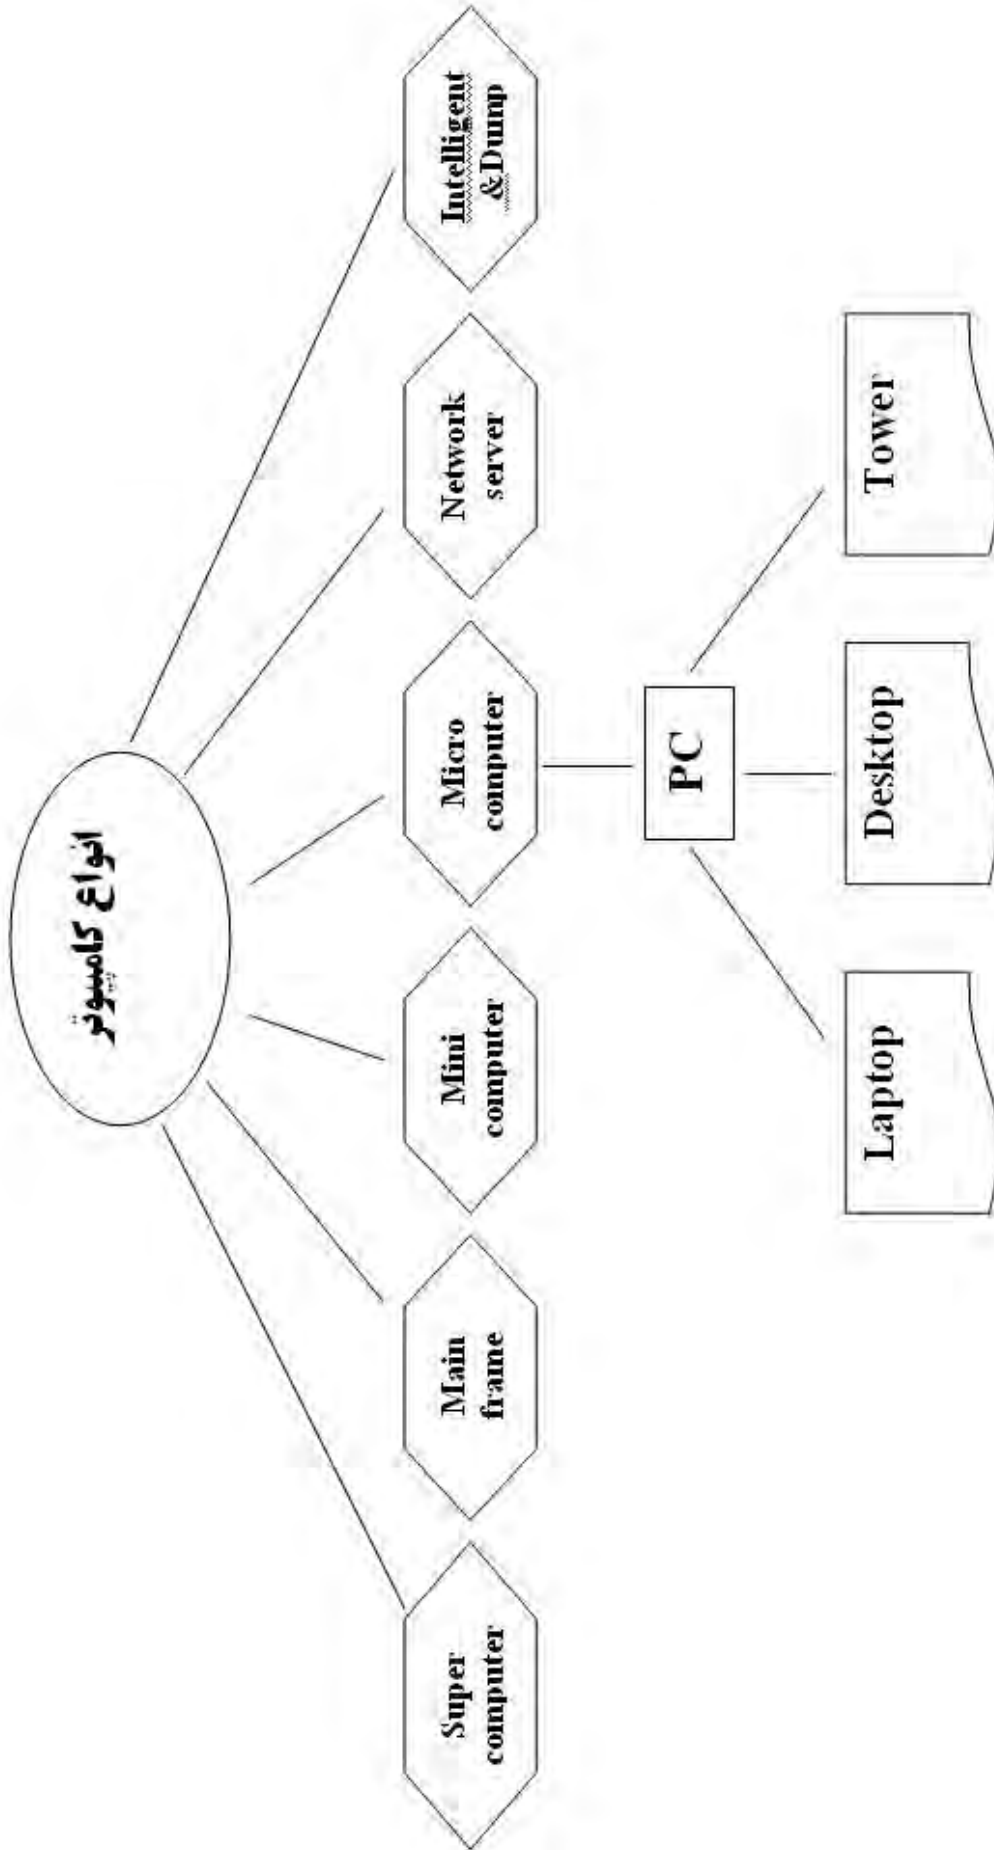 انواع کامپیوتر
Super
computer
Main
frame
Mini
computer
Micro
computer
Network
server
Intelligent
&Dump
PC
Laptop
Desktop
Tower